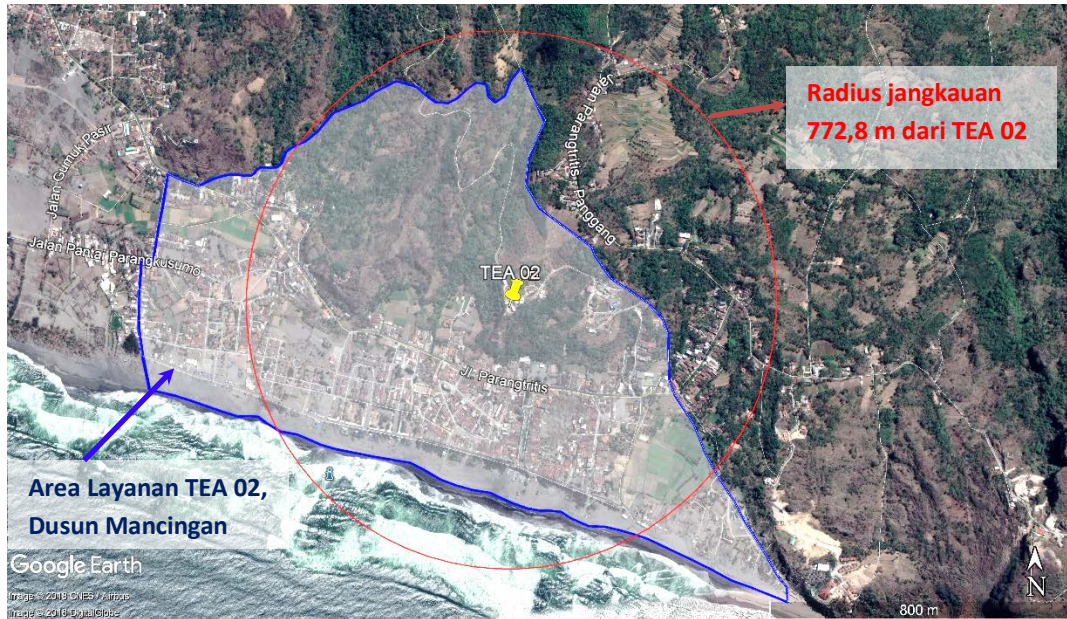 Radius jangkauan
772,8 m dari TEA 02
Jalan Parangtritis - Panggang
Jalan Gumuk Pasir
Jalan Pantai Parangkusumo
TEA 02
Jl. Parangtritis
Area Layanan TEA 02,
Dusun Mancingan
Google Earth
Image © 2018 CNES / Airbus
Image © 2018 DigitalGlobe
N
800 m